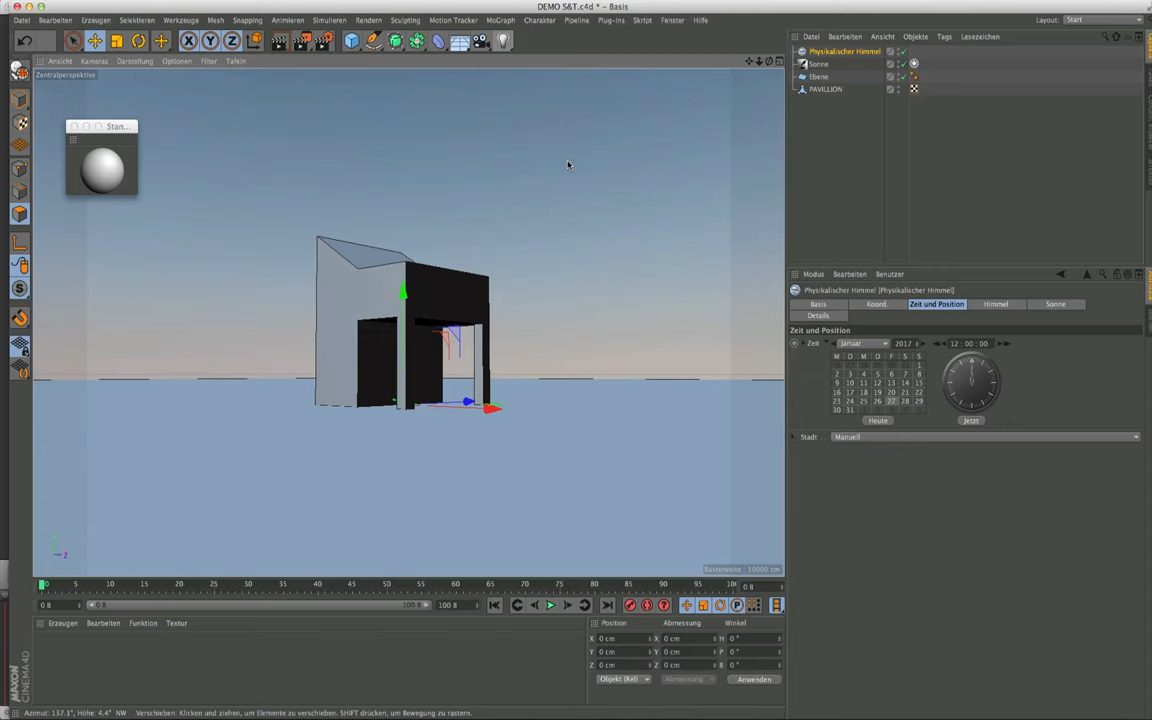 DEMO S&T.c4d * - Basis
Datei Bearbeiten Erzeugen Selektieren Werkzeuge Mesh Snapping Animieren Simulieren Rendern Sculpting Motion Tracker MoGraph Charakter Pipeline Plug-ins Skript Fenster Hilfe
Layout: Start
X Y Z
Ansicht Kameras Darstellung Optionen Filter Tafeln
Zentralperspektive
Stan...
Datei Bearbeiten Ansicht Objekte Tags Lesezeichen
Physikalischer Himmel
Sonne
Ebene
PAVILLION
Modus Bearbeiten Benutzer
Physikalischer Himmel [Physikalischer Himmel]
Basis Koord. Zeit und Position Himmel Sonne
Details
Zeit und Position
Zeit Januar 2017 12 : 00 : 00
M D M D F S S
1
2 3 4 5 6 7 8
9 10 11 12 13 14 15
16 17 18 19 20 21 22
23 24 25 26 27 28 29
30 31
Heute Jetzt
Stadt Manuell
Z
Rasterweite : 10000 cm
0 5 10 15 20 25 30 35 40 45 50 55 60 65 70 75 80 85 90 95 0 B
0 B 0 B 100 B 100 B
Erzeugen Bearbeiten Funktion Textur
Position Abmessung Winkel
X 0 cm X 0 cm H 0 °
Y 0 cm Y 0 cm P 0 °
Z 0 cm Z 0 cm B 0 °
Objekt (Rel) Abmessung Anwenden
MAXON
CINEMA 4D
Azimut: 137.1°, Höhe: 4.4° NW Verschieben: Klicken und ziehen, um Elemente zu verschieben. SHIFT drücken, um Bewegung zu rastern.